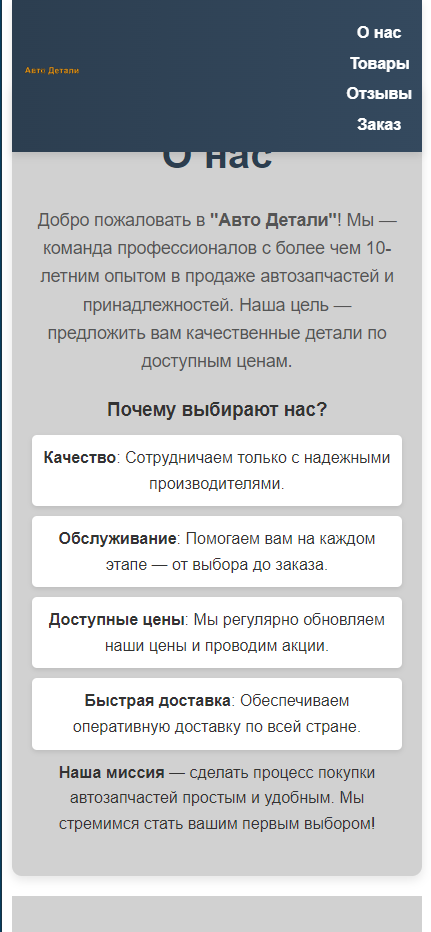 О нас
Товары
Авто Детали
Отзывы
Заказ
О нас
Добро пожаловать в "Авто Детали"! Мы —
команда профессионалов с более чем 10-
летним опытом в продаже автозапчастей и
принадлежностей. Наша цель —
предложить вам качественные детали по
доступным ценам.
Почему выбирают нас?
Качество: Сотрудничаем только с надежными
производителями.
Обслуживание: Помогаем вам на каждом
этапе — от выбора до заказа.
Доступные цены: Мы регулярно обновляем
наши цены и проводим акции.
Быстрая доставка: Обеспечиваем
оперативную доставку по всей стране.
Наша миссия — сделать процесс покупки
автозапчастей простым и удобным. Мы
стремимся стать вашим первым выбором!